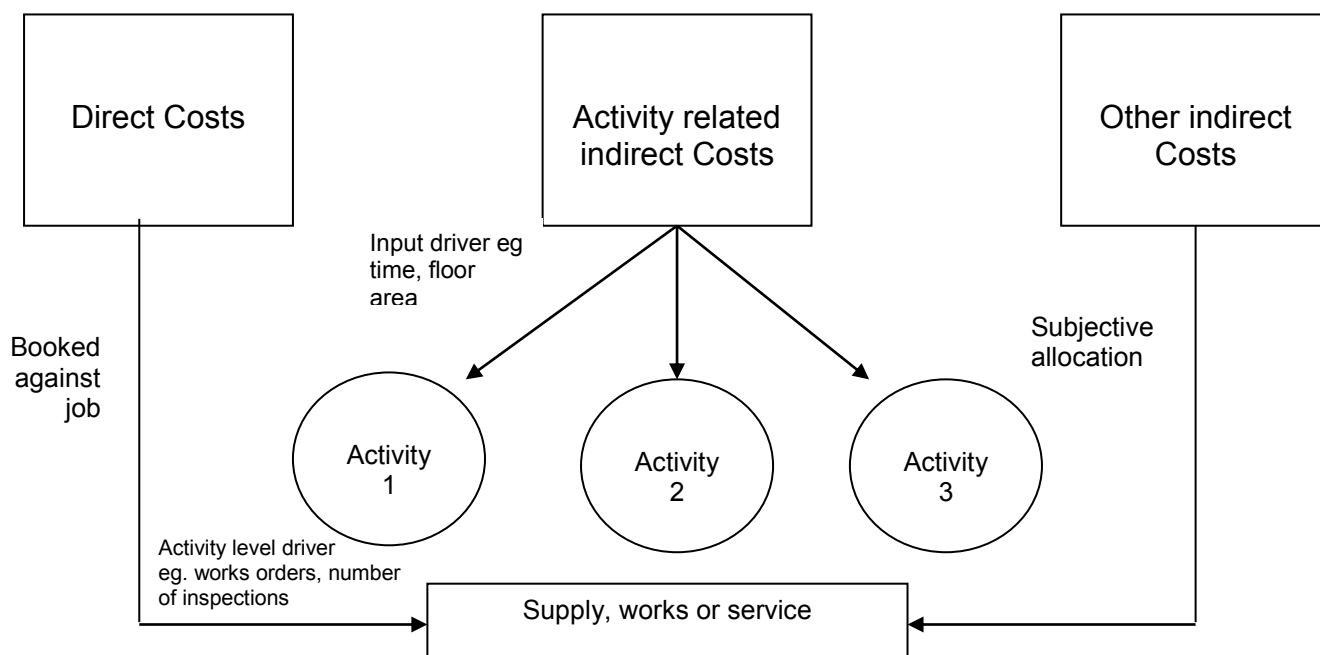 Direct Costs
Activity related
indirect Costs
Other indirect
Costs
Input driver eg
time, floor
area
Booked
against
job
Subjective
allocation
Activity
1
Activity
2
Activity
3
Activity level driver
eg. works orders, number
of inspections
Supply, works or service